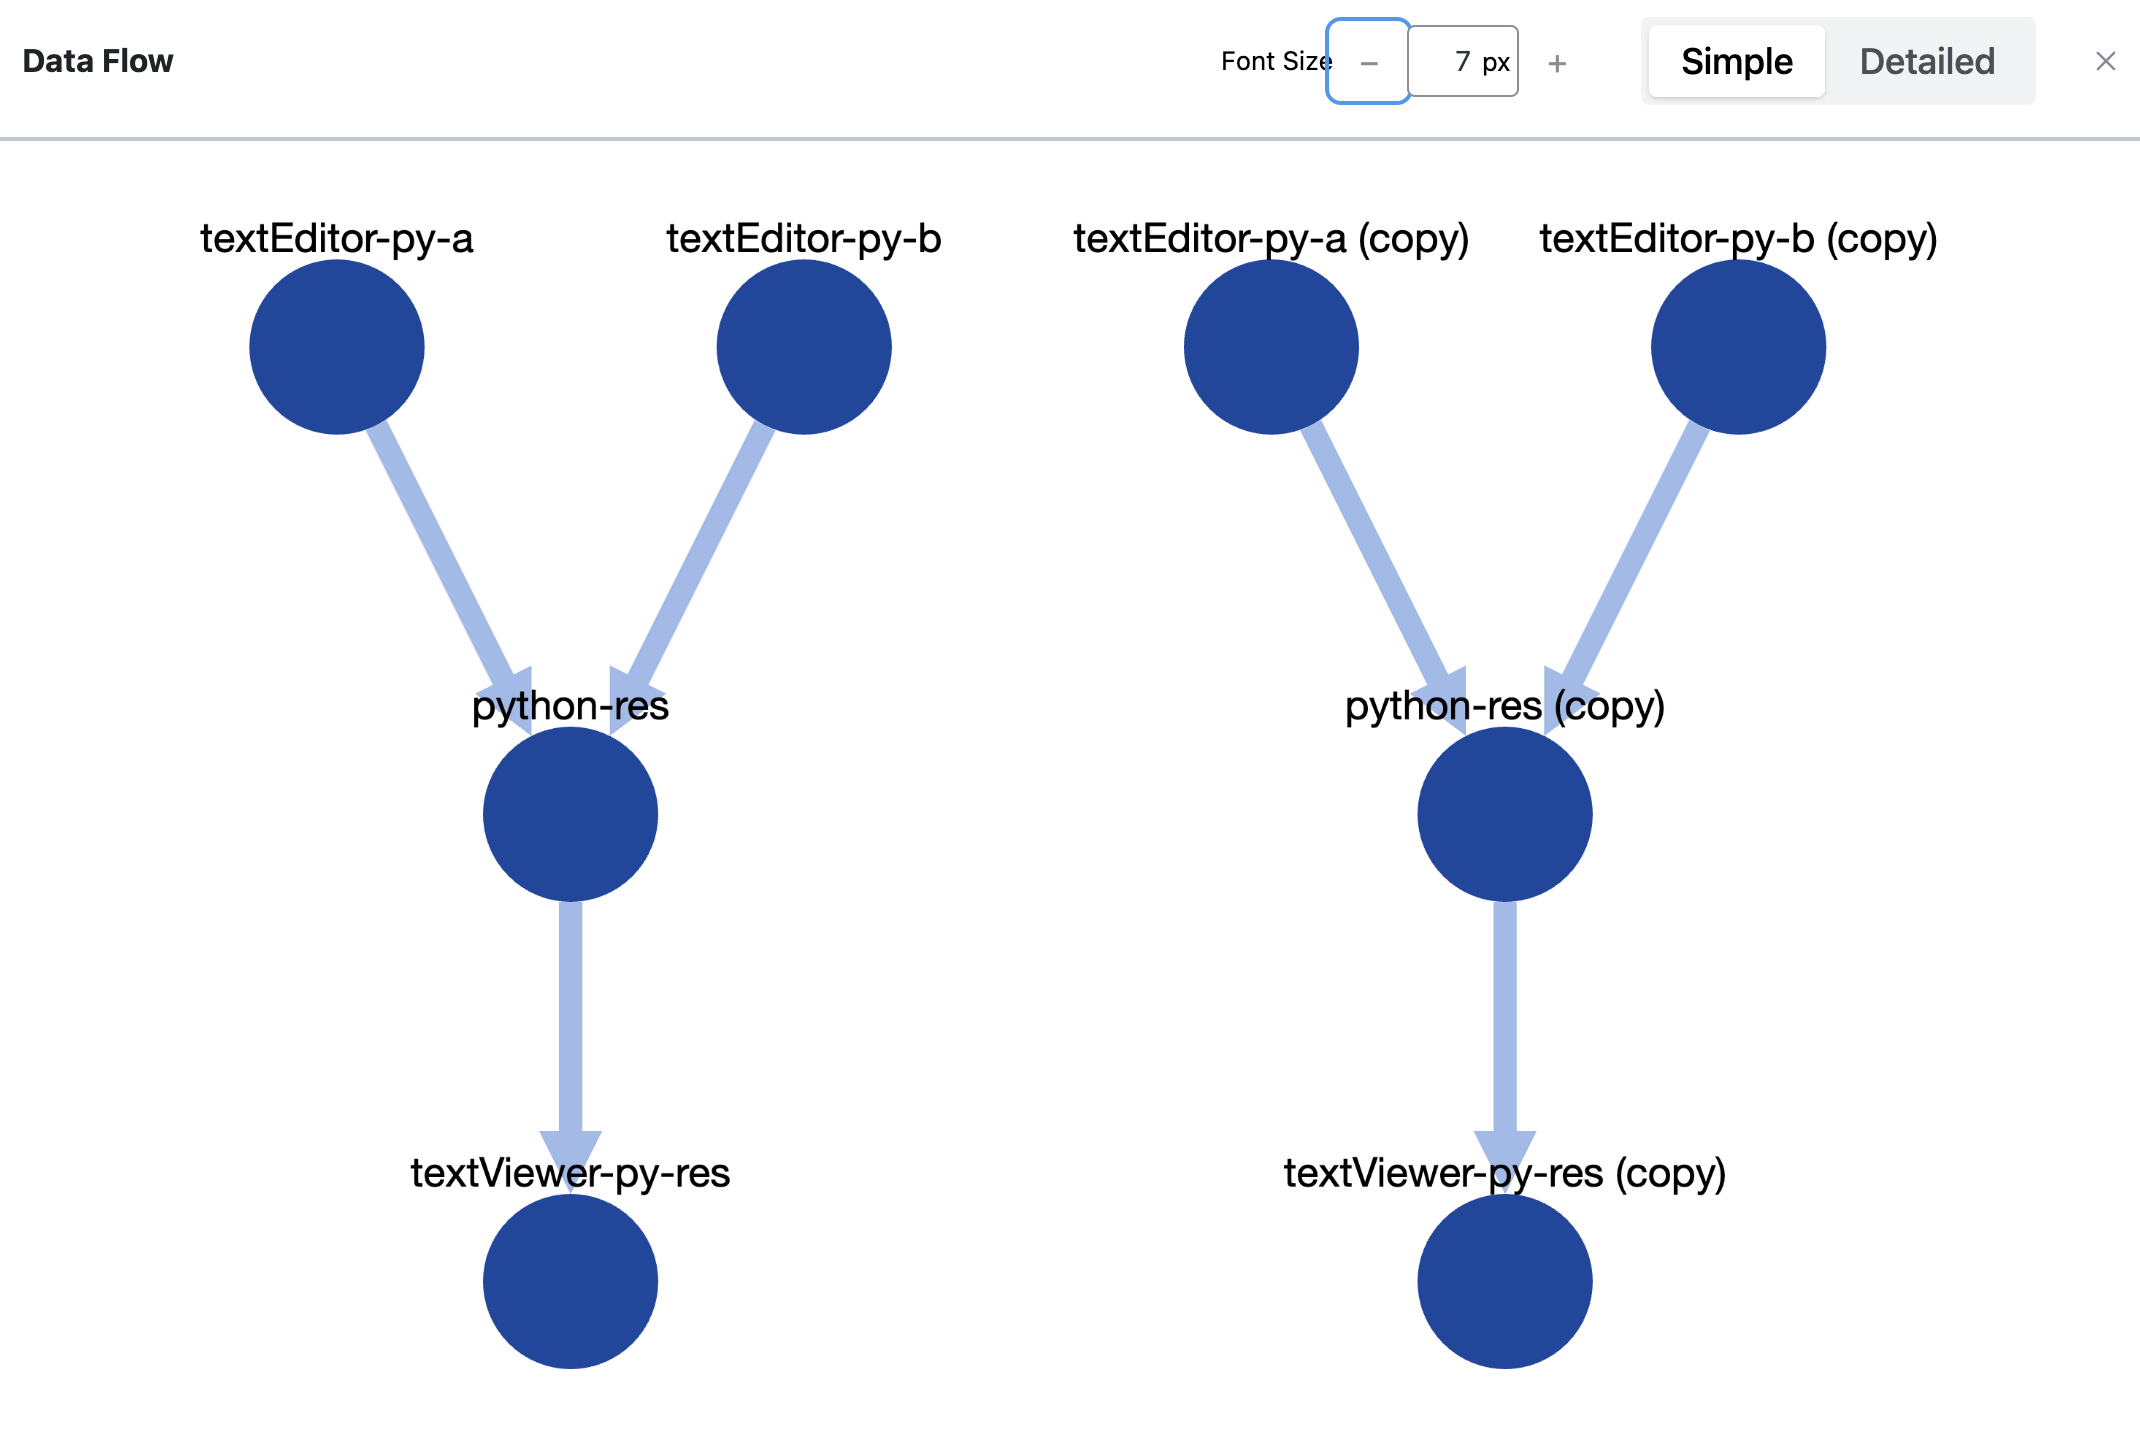 Data Flow
Font Size − 7 px + Simple Detailed
textEditor-py-a textEditor-py-b textEditor-py-a (copy) textEditor-py-b (copy)
python-res python-res (copy)
textViewer-py-res textViewer-py-res (copy)